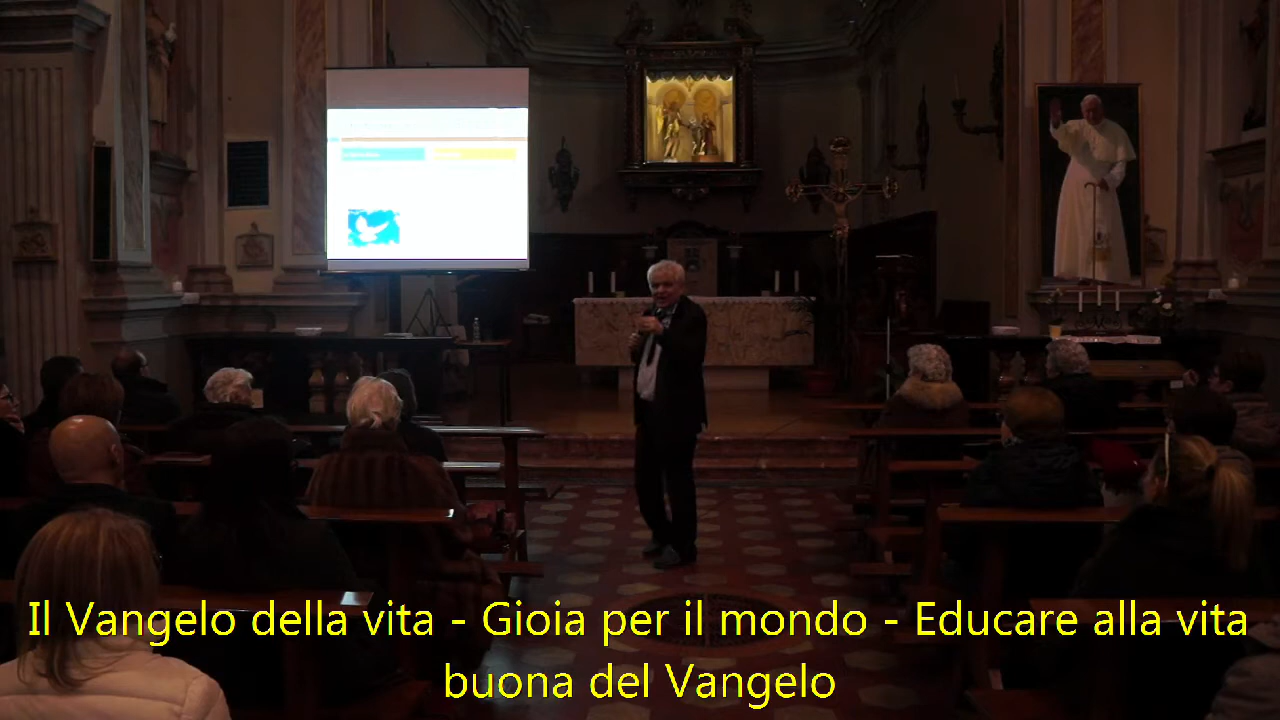 Il Vangelo della vita - Gioia per il mondo - Educare alla vita
buona del Vangelo